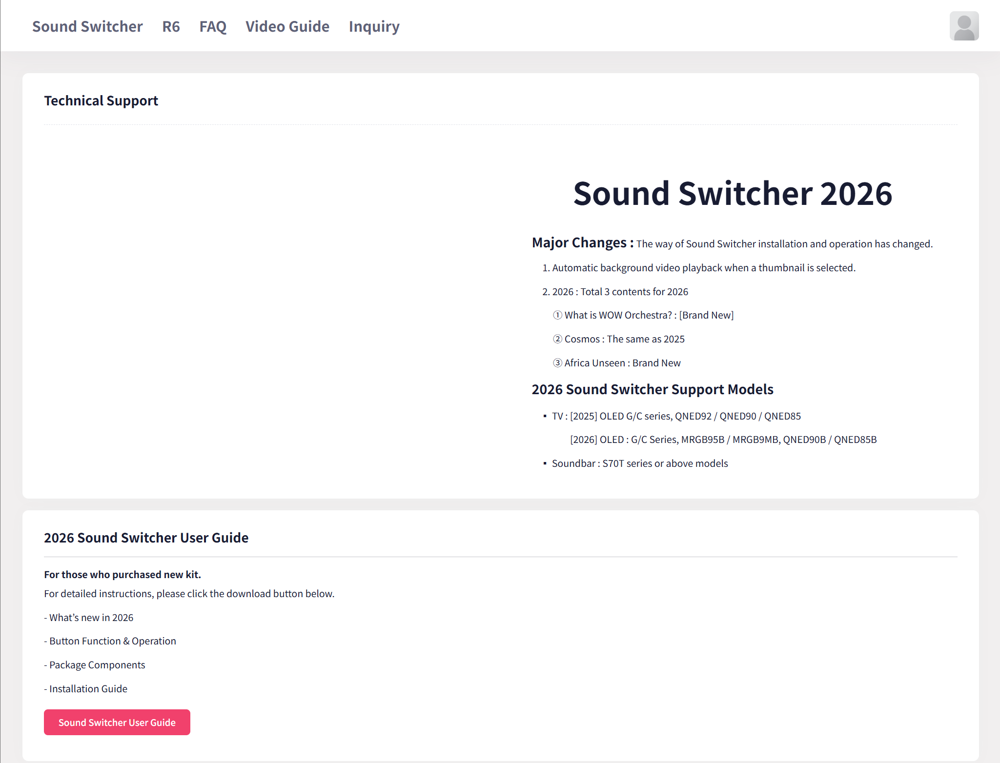 Sound Switcher R6 FAQ Video Guide Inquiry
Technical Support
Sound Switcher 2026
Major Changes : The way of Sound Switcher installation and operation has changed.
1. Automatic background video playback when a thumbnail is selected.
2. 2026 : Total 3 contents for 2026
① What is WOW Orchestra? : [Brand New]
② Cosmos : The same as 2025
③ Africa Unseen : Brand New
2026 Sound Switcher Support Models
▪ TV : [2025] OLED G/C series, QNED92 / QNED90 / QNED85
[2026] OLED : G/C Series, MRGB95B / MRGB9MB, QNED90B / QNED85B
▪ Soundbar : S70T series or above models
2026 Sound Switcher User Guide
For those who purchased new kit.
For detailed instructions, please click the download button below.
- What’s new in 2026
- Button Function & Operation
- Package Components
- Installation Guide
Sound Switcher User Guide